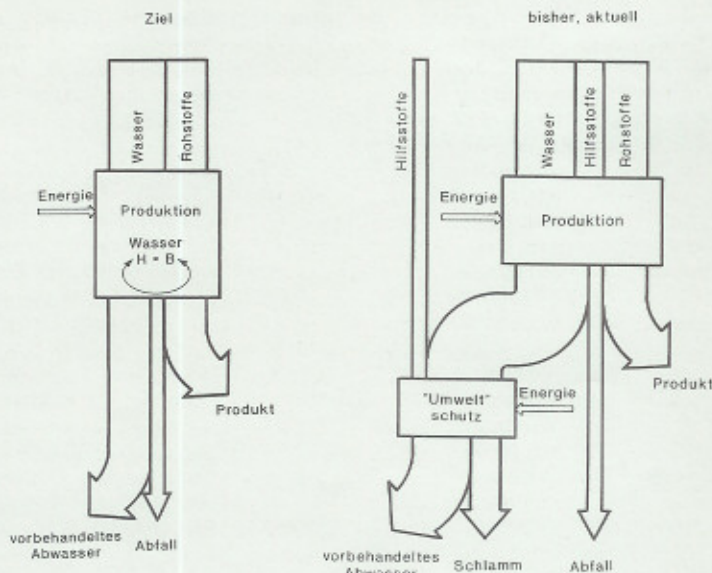 Ziel
Wasser
Rohstoffe
Energie
Produktion
Wasser
H + B
Produkt
vorbehandeltes
Abwasser
Abfall
bisher, aktuell
Hilfsstoffe
Wasser
Hilfsstoffe
Rohstoffe
Energie
Produktion
Produkt
"Umwelt"
schutz
Energie
vorbehandeltes
Abwasser
Schlamm
Abfall